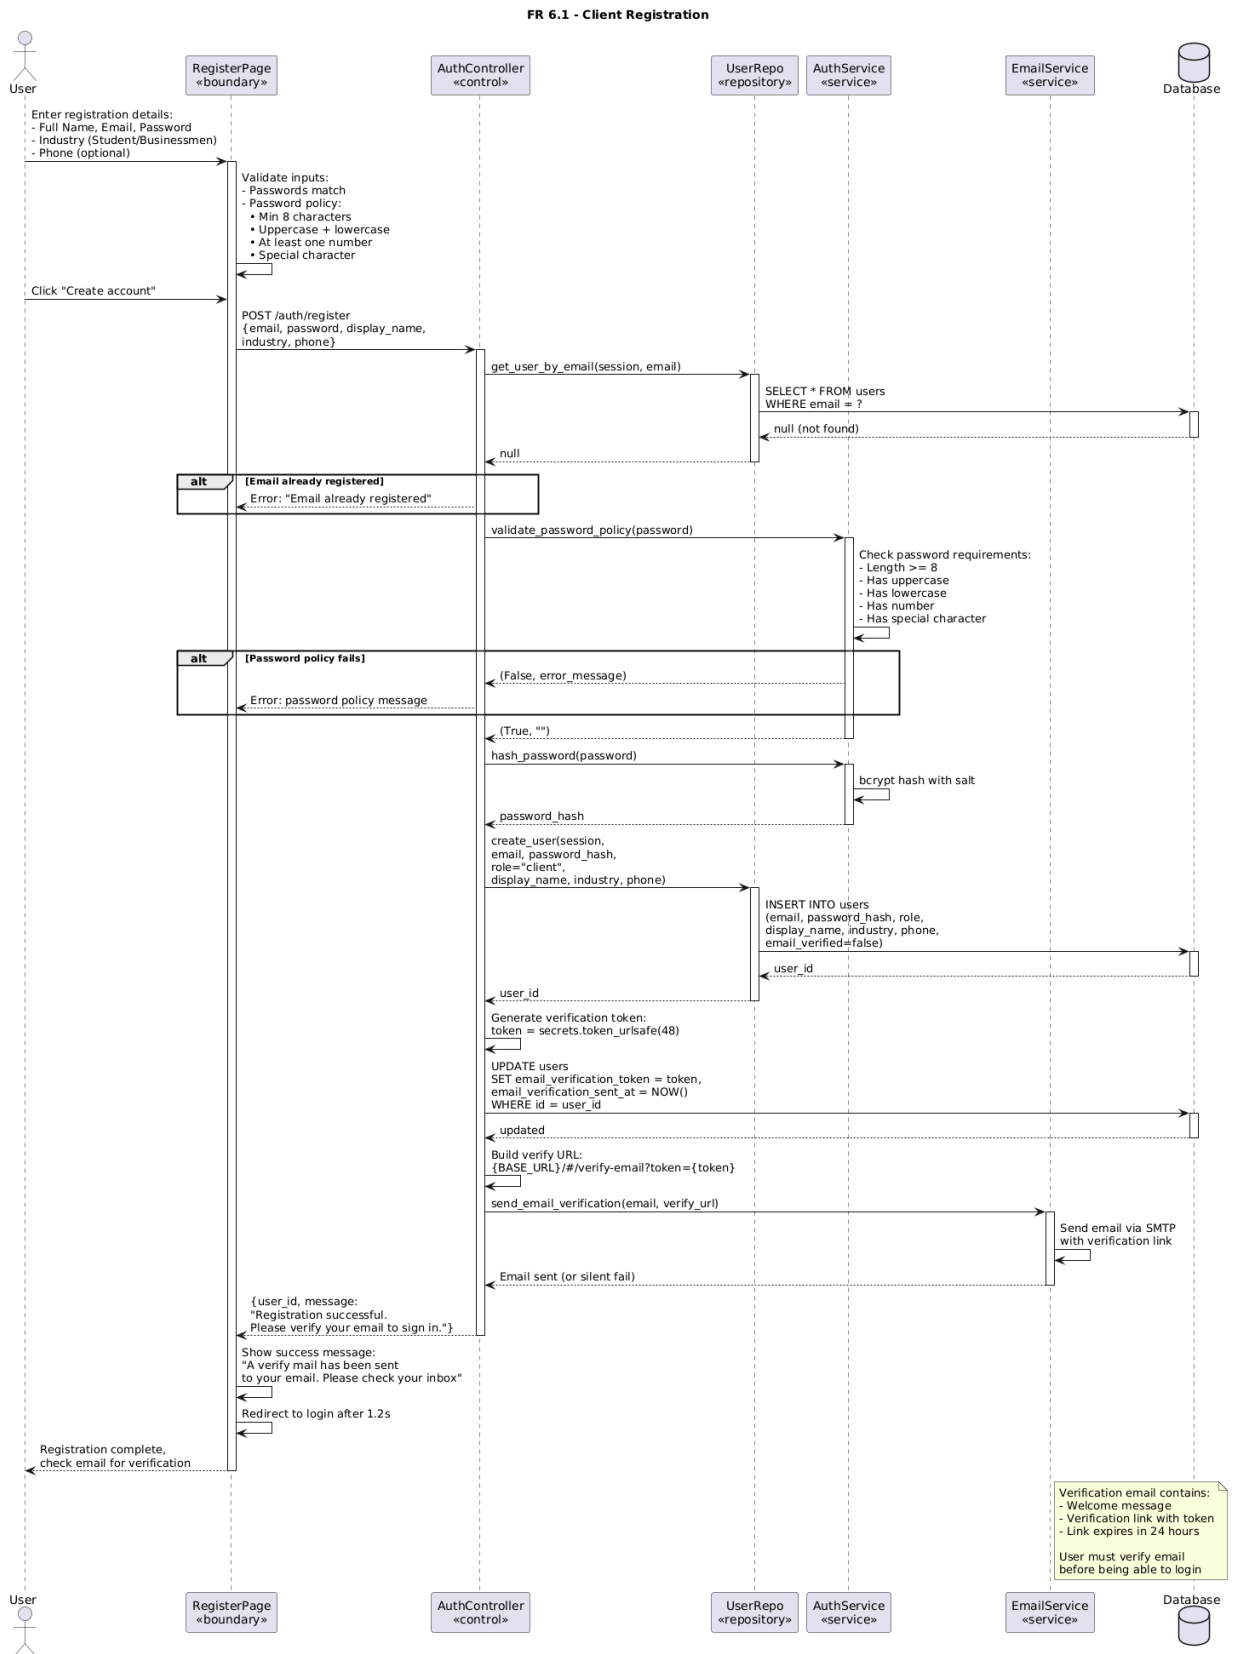 FR 6.1 - Client Registration
User
RegisterPage
«boundary»
AuthController
«control»
UserRepo
«repository»
AuthService
«service»
EmailService
«service»
Database
Enter registration details:
- Full Name, Email, Password
- Industry (Student/Businessmen)
- Phone (optional)
Validate inputs:
- Passwords match
- Password policy:
• Min 8 characters
• Uppercase + lowercase
• At least one number
• Special character
Click "Create account"
POST /auth/register
{email, password, display_name,
industry, phone}
get_user_by_email(session, email)
SELECT * FROM users
WHERE email = ?
null (not found)
null
alt [Email already registered]
Error: "Email already registered"
validate_password_policy(password)
Check password requirements:
- Length >= 8
- Has uppercase
- Has lowercase
- Has number
- Has special character
alt [Password policy fails]
(False, error_message)
Error: password policy message
(True, "")
hash_password(password)
bcrypt hash with salt
password_hash
create_user(session,
email, password_hash,
role="client",
display_name, industry, phone)
INSERT INTO users
(email, password_hash, role,
display_name, industry, phone,
email_verified=false)
user_id
user_id
Generate verification token:
token = secrets.token_urlsafe(48)
UPDATE users
SET email_verification_token = token,
email_verification_sent_at = NOW()
WHERE id = user_id
updated
Build verify URL:
{BASE_URL}/#/verify-email?token={token}
send_email_verification(email, verify_url)
Send email via SMTP
with verification link
Email sent (or silent fail)
{user_id, message:
"Registration successful.
Please verify your email to sign in."}
Show success message:
"A verify mail has been sent
to your email. Please check your inbox"
Redirect to login after 1.2s
Registration complete,
check email for verification
Verification email contains:
- Welcome message
- Verification link with token
- Link expires in 24 hours
User must verify email
before being able to login
User
RegisterPage
«boundary»
AuthController
«control»
UserRepo
«repository»
AuthService
«service»
EmailService
«service»
Database